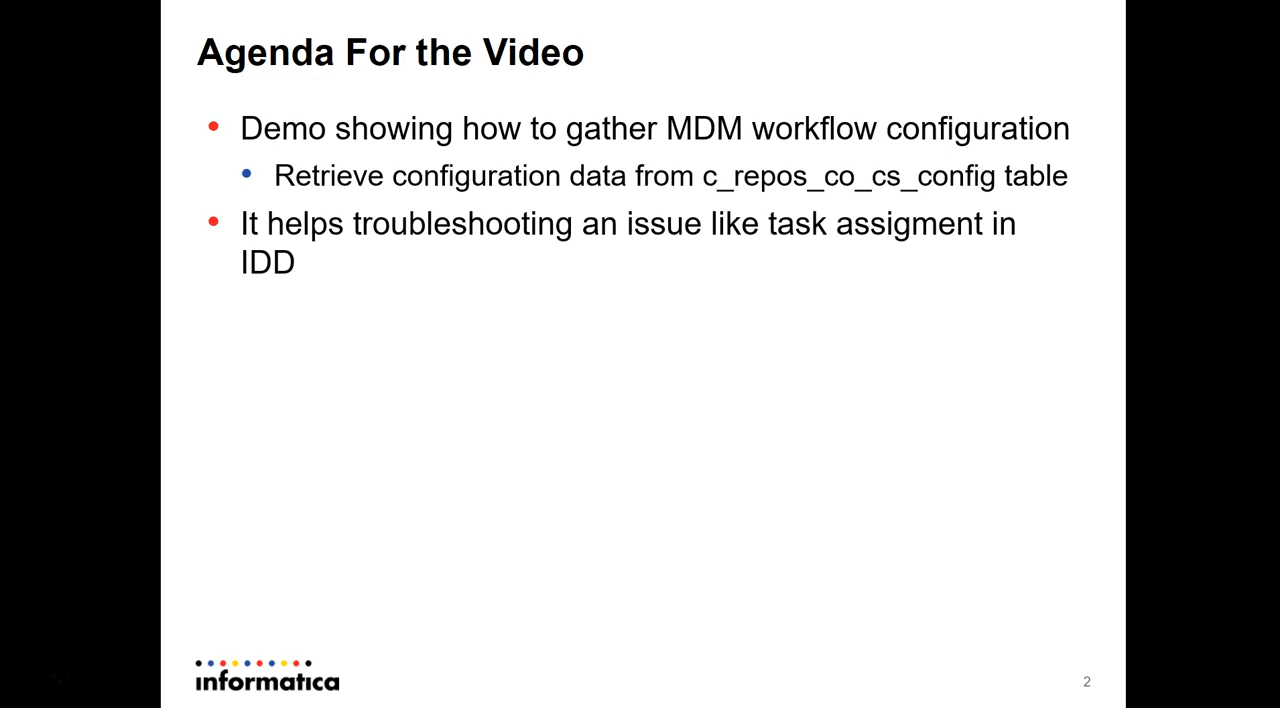 Agenda For the Video
Demo showing how to gather MDM workflow configuration
Retrieve configuration data from c_repos_co_cs_config table
It helps troubleshooting an issue like task assigment in
IDD
informatica
2